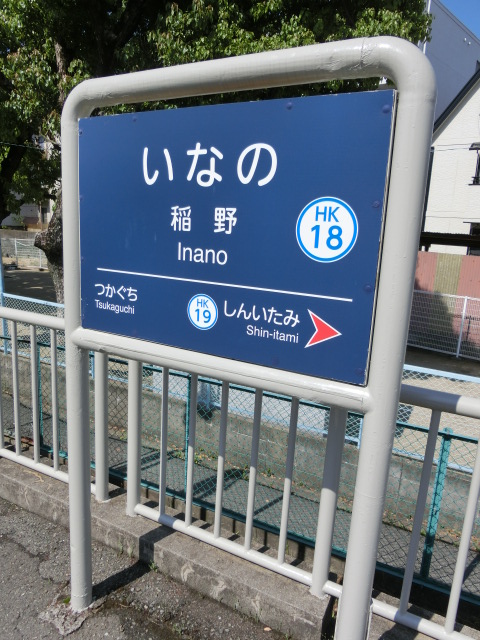 いなの
稲野
Inano
HK
18
つかぐち
Tsukaguchi
HK
19
しんいたみ
Shin-itami